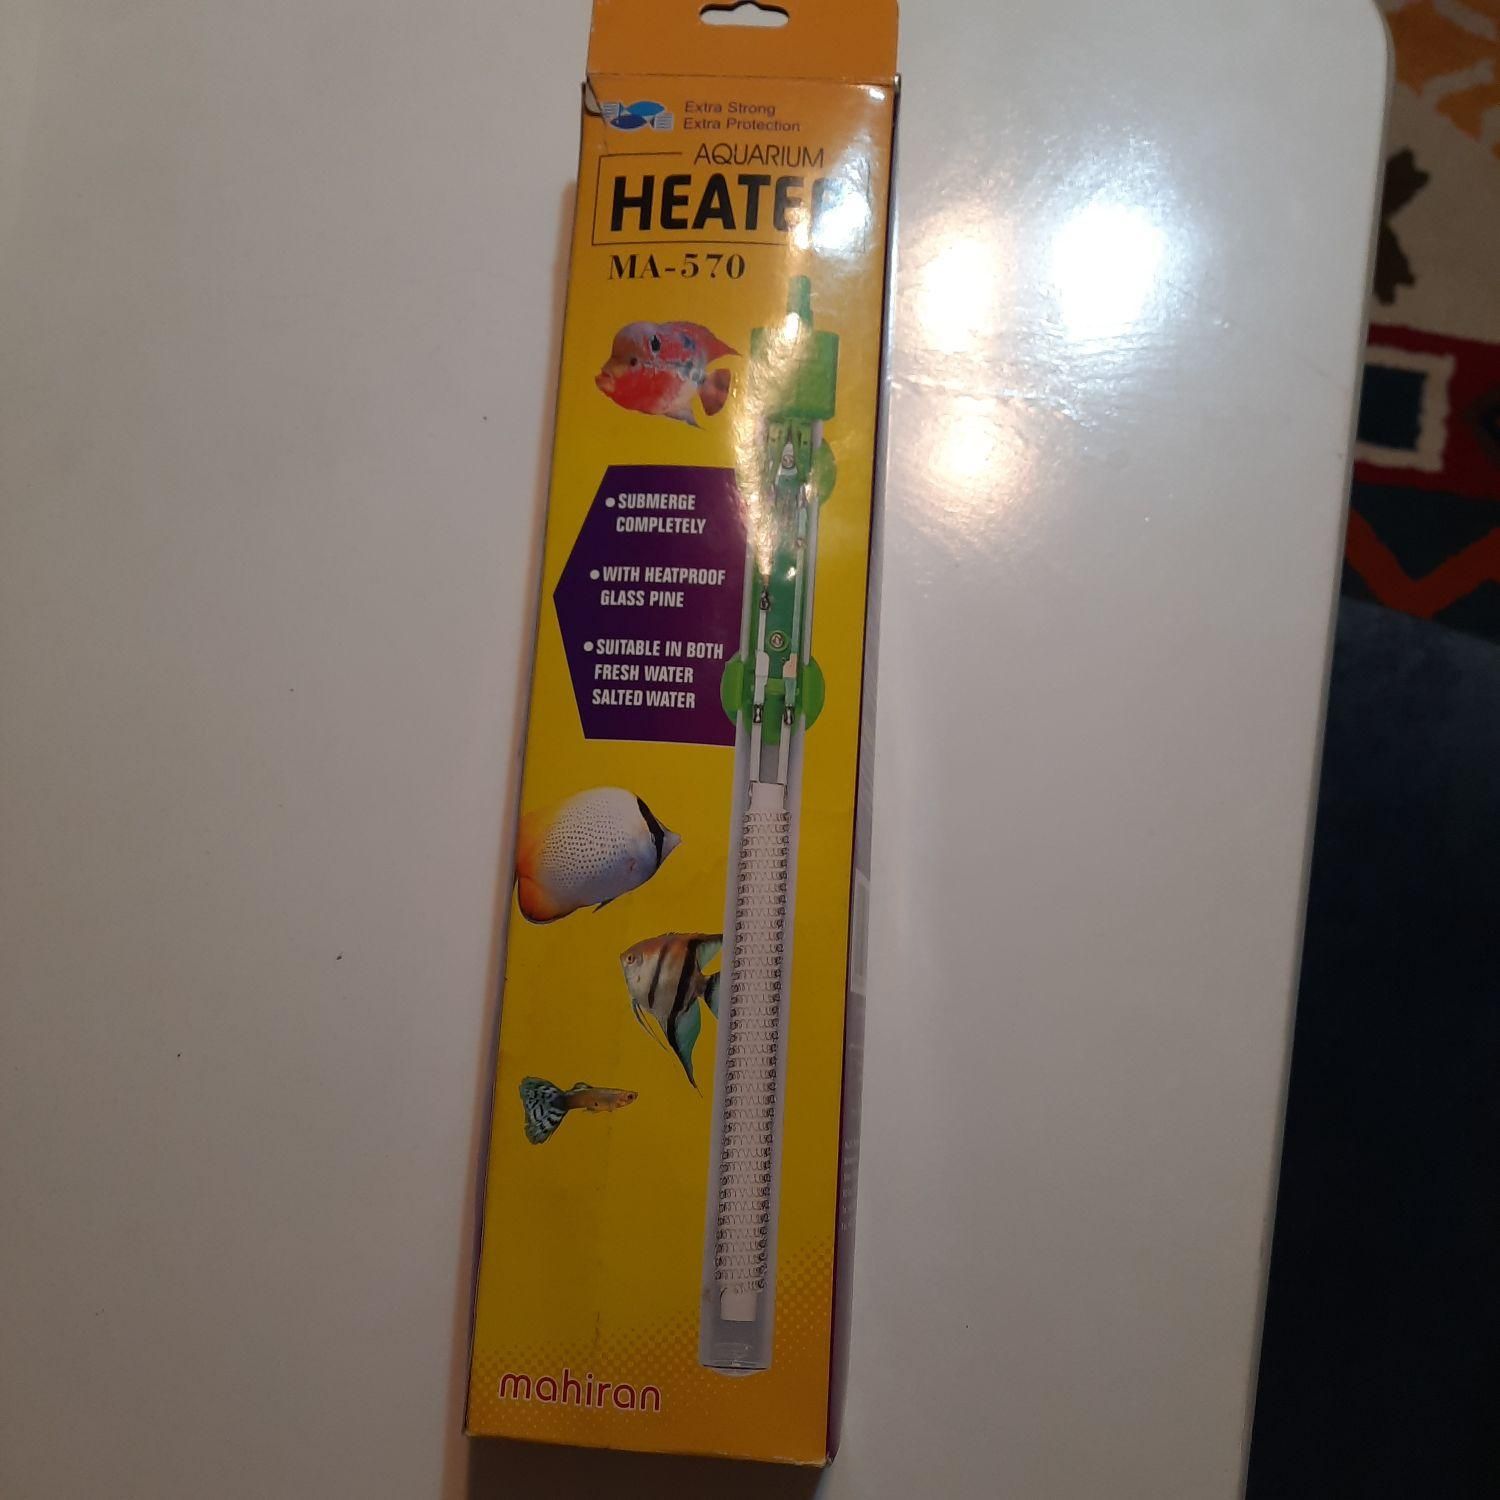 Extra Strong
Extra Protection
AQUARIUM
HEATER
MA-570
• SUBMERGE
COMPLETELY
• WITH HEATPROOF
GLASS PINE
• SUITABLE IN BOTH
FRESH WATER
SALTED WATER
mahiran